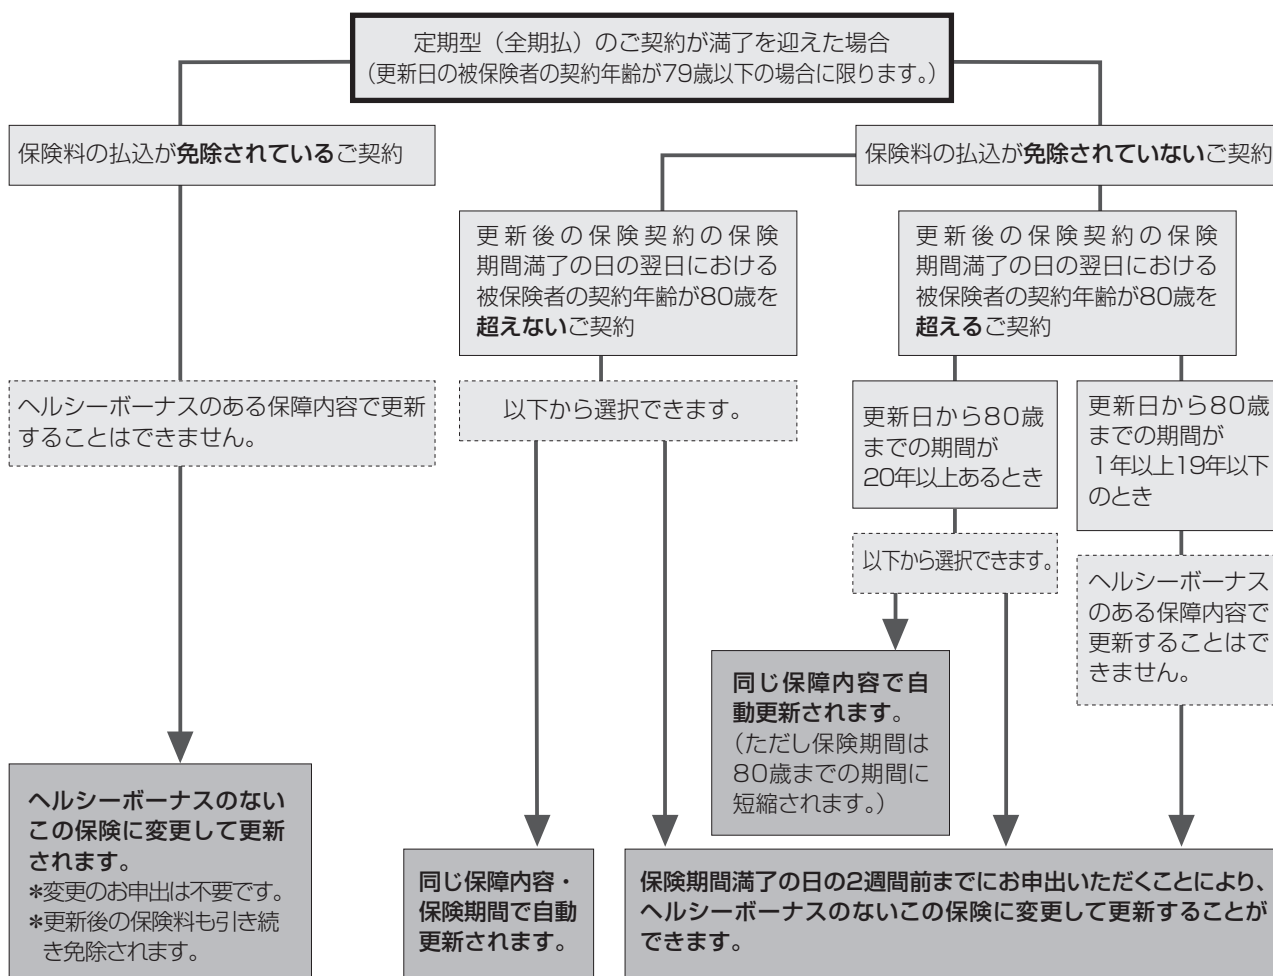 定期型（全期払）のご契約が満了を迎えた場合
（更新日の被保険者の契約年齢が79歳以下の場合に限ります。）
保険料の払込が免除されているご契約
保険料の払込が免除されていないご契約
更新後の保険契約の保険
期間満了の日の翌日における
被保険者の契約年齢が80歳を
超えないご契約
更新後の保険契約の保険
期間満了の日の翌日における
被保険者の契約年齢が80歳を
超えるご契約
ヘルシーボーナスのある保障内容で更新
することはできません。
以下から選択できます。
更新日から80歳
までの期間が
20年以上あるとき
更新日から80歳
までの期間が
1年以上19年以下
のとき
以下から選択できます。
ヘルシーボーナス
のある保障内容で
更新することはで
きません。
同じ保障内容で自
動更新されます。
（ただし保険期間は
80歳までの期間に
短縮されます。）
ヘルシーボーナスのない
この保険に変更して更新
されます。
*変更のお申出は不要です。
*更新後の保険料も引き続
き免除されます。
同じ保障内容・
保険期間で自動
更新されます。
保険期間満了の日の2週間前までにお申出いただくことにより、
ヘルシーボーナスのないこの保険に変更して更新することが
できます。